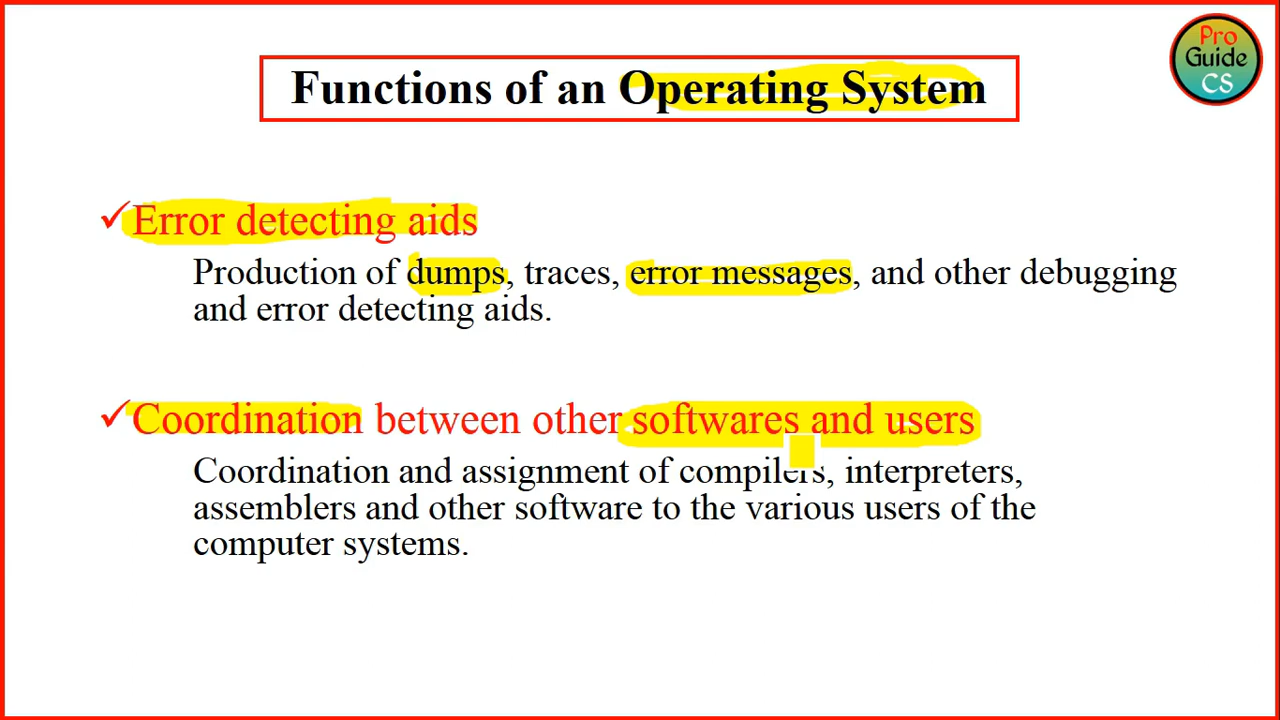 Pro
Guide
CS
Functions of an Operating System
✓Error detecting aids
Production of dumps, traces, error messages, and other debugging
and error detecting aids.
✓Coordination between other softwares and users
Coordination and assignment of compilers, interpreters,
assemblers and other software to the various users of the
computer systems.